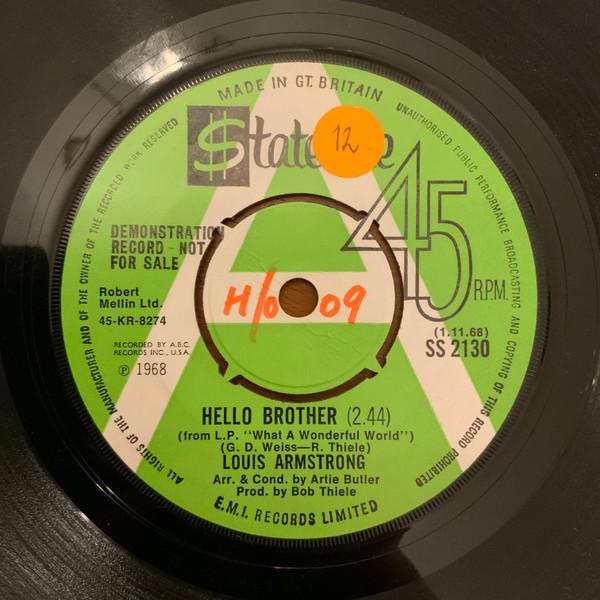 MADE IN GT. BRITAIN
$tate e
12
45
R.P.M.
DEMONSTRATION
RECORD - NOT
FOR SALE
Robert
Mellin Ltd.
45-KR-8274
RECORDED BY A.B.C.
RECORDS INC., U.S.A.
℗ 1968
H/o 09
(1.11.68)
SS 2130
HELLO BROTHER (2.44)
(from L.P. "What A Wonderful World")
(G. D. Weiss—R. Thiele)
LOUIS ARMSTRONG
Arr. & Cond. by Artie Butler
Prod. by Bob Thiele
E.M.I. RECORDS LIMITED
ALL RIGHTS OF THE MANUFACTURER AND OF THE OWNER OF THE RECORDED WORK RESERVED
UNAUTHORISED PUBLIC PERFORMANCE BROADCASTING AND COPYING OF THIS RECORD PROHIBITED